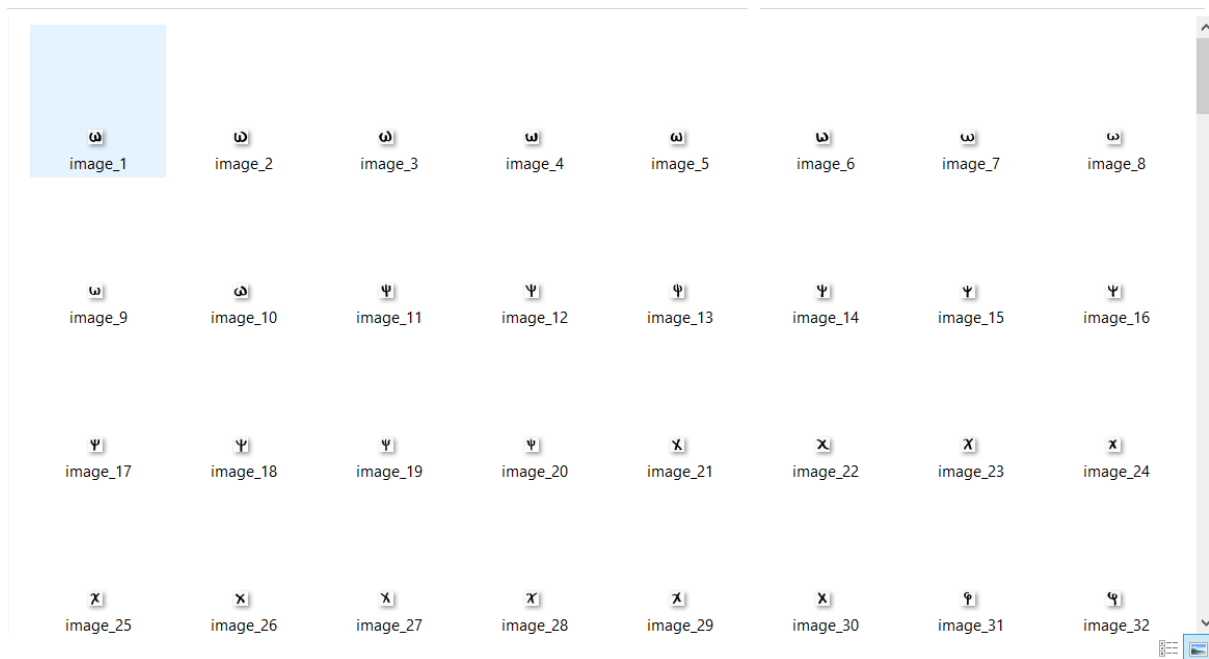 ω ω ω ω ω ω ω ω
image_1 image_2 image_3 image_4 image_5 image_6 image_7 image_8
ω ω ψ ψ ψ ψ ψ ψ
image_9 image_10 image_11 image_12 image_13 image_14 image_15 image_16
ψ ψ ψ ψ χ χ χ χ
image_17 image_18 image_19 image_20 image_21 image_22 image_23 image_24
χ χ χ χ χ χ φ φ
image_25 image_26 image_27 image_28 image_29 image_30 image_31 image_32